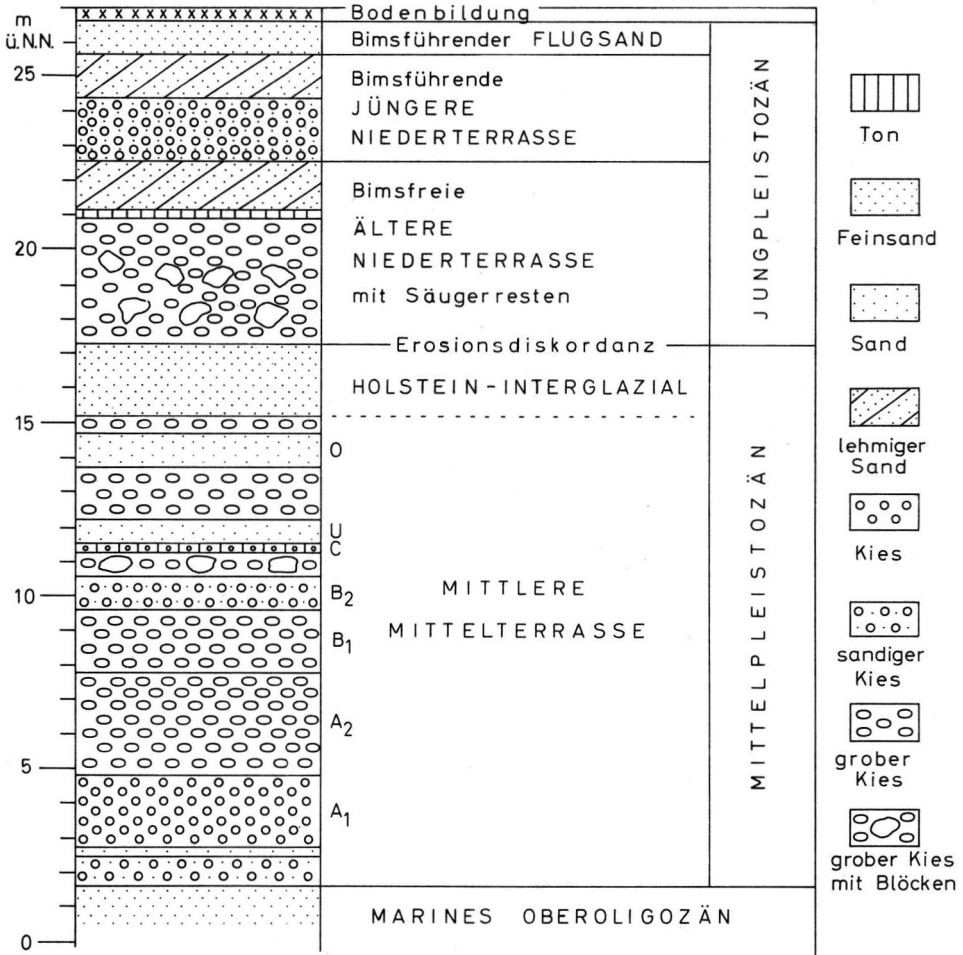 m
ü.N.N.
25
20
15
10
5
0
x x x x x x x x x x x x x x
Bodenbildung
Bimsführender FLUGSAND
Bimsführende
JÜNGERE
NIEDERTERRASSE
Bimsfreie
ÄLTERE
NIEDERTERRASSE
mit Säugerresten
Erosionsdiskordanz
HOLSTEIN-INTERGLAZIAL
O
U
C
B2
B1
A2
A1
MITTLERE
MITTELTERRASSE
MARINES OBEROLIGOZÄN
JUNGPLEISTOZÄN
MITTELPLEISTOZÄN
Ton
Feinsand
Sand
lehmiger
Sand
Kies
sandiger
Kies
grober
Kies
grober Kies
mit Blöcken